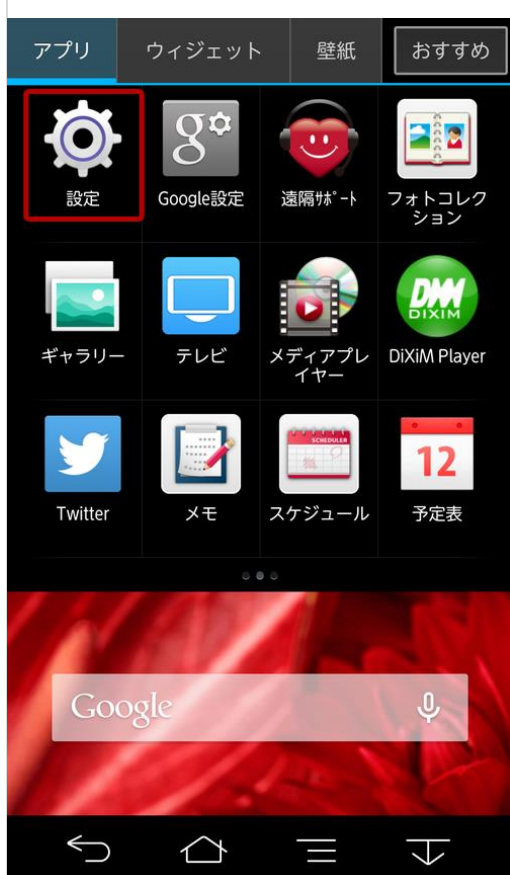 アプリ
ウィジェット
壁紙
おすすめ
設定
Google設定
遠隔ｻﾎﾟｰﾄ
フォトコレク
ション
ギャラリー
テレビ
メディアプレ
イヤー
DiXiM Player
DiXiM
SCHEDULER
12
Twitter
メモ
スケジュール
予定表
Google